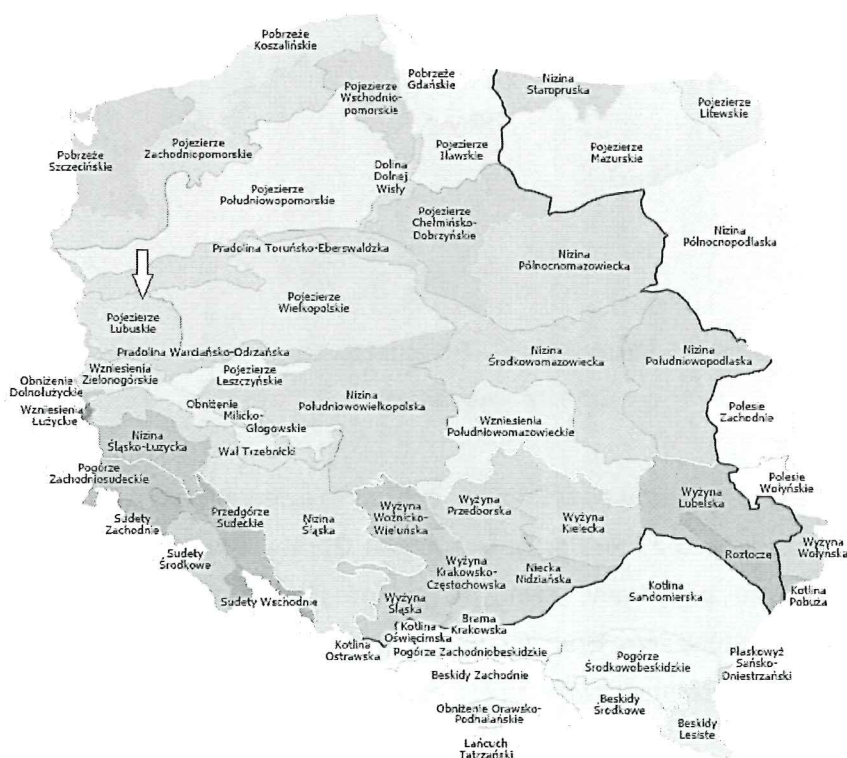 Pobrzeże
Koszalińskie
Pobrzeże
Gdańskie
Nizina
Staropruska
Pojezierze
Litewskie
Pojezierze
Wschodnio-
pomorskie
Pojezierze
Zachodniopomorskie
Pojezierze
Iławskie
Pojezierze
Mazurskie
Pobrzeże
Szczecińskie
Dolina
Dolnej
Wisły
Pojezierze
Południowopomorskie
Pojezierze
Chełmińsko-
Dobrzyńskie
Nizina
Północnopodlaska
Pradolina Toruńsko-Eberswaldzka
Nizina
Północnomazowiecka
Pojezierze
Wielkopolskie
Pojezierze
Lubuskie
Pradolina Warciańsko-Odrzańska
Nizina
Środkowomazowiecka
Nizina
Południowopodlaska
Wzniesienia
Zielonogórskie
Pojezierze
Leszczyńskie
Obniżenie
Dolnołużyckie
Wzniesienia
Łużyckie
Obniżenie
Milicko-
Głogowskie
Nizina
Południowowielkopolska
Polesie
Zachodnie
Wzniesienia
Południowomazowieckie
Nizina
Śląsko-Łużycka
Wał Trzebnicki
Pogórze
Zachodniosudeckie
Polesie
Wołyńskie
Wyżyna
Lubelska
Wyżyna
Przedborska
Wyżyna
Woźnicko-
Wieluńska
Przedgórze
Sudeckie
Nizina
Śląska
Wyżyna
Kielecka
Sudety
Zachodnie
Wyżyna
Wołyńska
Roztocze
Sudety
Środkowe
Wyżyna
Krakowsko-
Częstochowska
Niecka
Nidziańska
Kotlina
Sandomierska
Kotlina
Pobuża
Sudety Wschodnie
Wyżyna
Śląska
Brama
Krakowska
Kotlina
Oświęcimska
Kotlina
Ostrawska
Pogórze Zachodniobeskidzkie
Pogórze
Środkowobeskidzkie
Płaskowyż
Sańsko-
Dniestrzański
Beskidy Zachodnie
Beskidy
Środkowe
Obniżenie Orawsko-
Podhalańskie
Beskidy
Lesiste
Łańcuch
Tatrzański